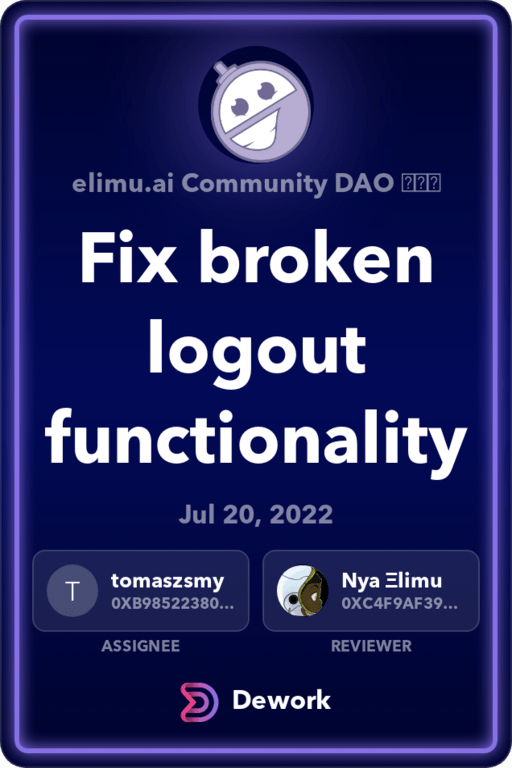 elimu.ai Community DAO
Fix broken
logout
functionality
Jul 20, 2022
T
tomaszsmy
0XB98522380...
Nya Ξlimu
0XC4F9AF39...
ASSIGNEE
REVIEWER
Dework